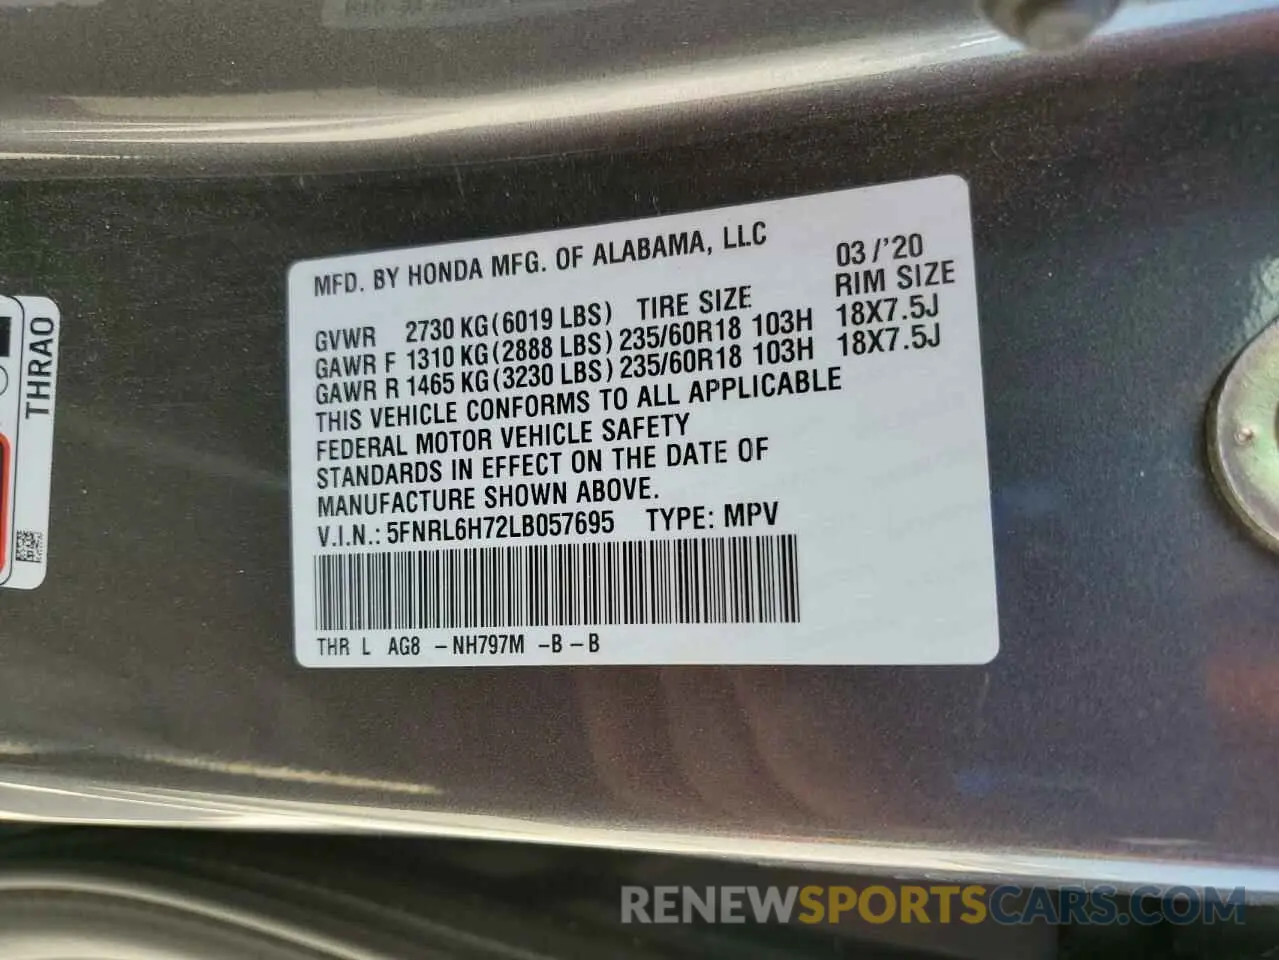 MFD. BY HONDA MFG. OF ALABAMA, LLC 03/'20
GVWR 2730 KG(6019 LBS) TIRE SIZE RIM SIZE
GAWR F 1310 KG(2888 LBS) 235/60R18 103H 18X7.5J
GAWR R 1465 KG(3230 LBS) 235/60R18 103H 18X7.5J
THIS VEHICLE CONFORMS TO ALL APPLICABLE
FEDERAL MOTOR VEHICLE SAFETY
STANDARDS IN EFFECT ON THE DATE OF
MANUFACTURE SHOWN ABOVE.
V.I.N.: 5FNRL6H72LB057695 TYPE: MPV
THR L AG8 -NH797M -B-B
THRA0
RENEWSPORTSCARS.COM